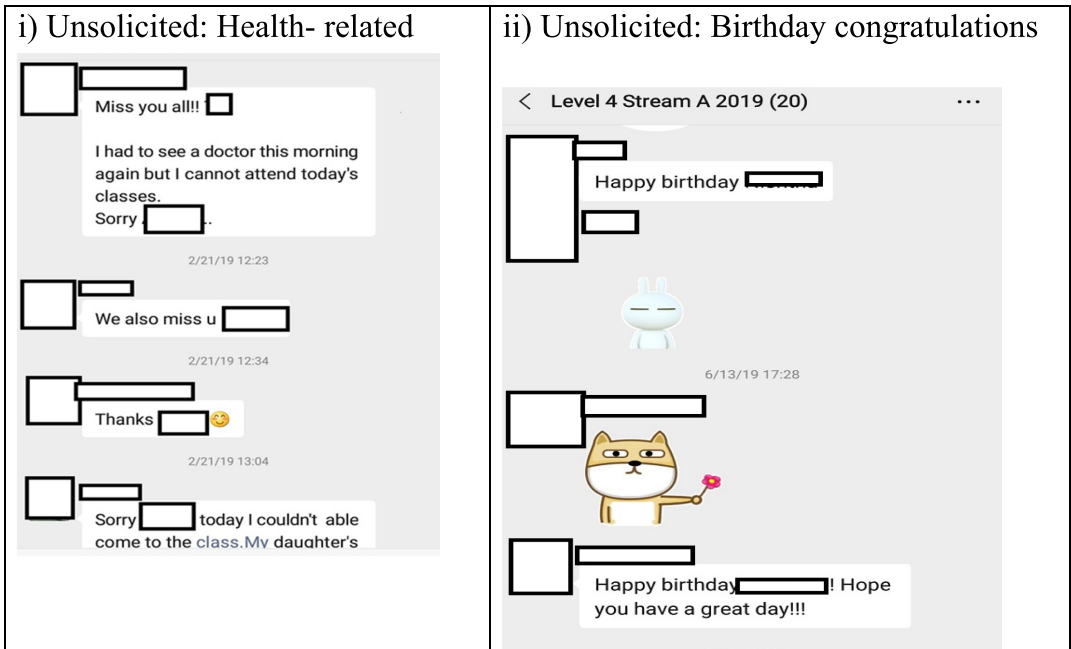 i) Unsolicited: Health- related
Miss you all!!
I had to see a doctor this morning
again but I cannot attend today's
classes.
Sorry ..
2/21/19 12:23
We also miss u
2/21/19 12:34
Thanks
2/21/19 13:04
Sorry today I couldn't able
come to the class.My daughter's
ii) Unsolicited: Birthday congratulations
< Level 4 Stream A 2019 (20) ...
Happy birthday
6/13/19 17:28
Happy birthday ! Hope
you have a great day!!!